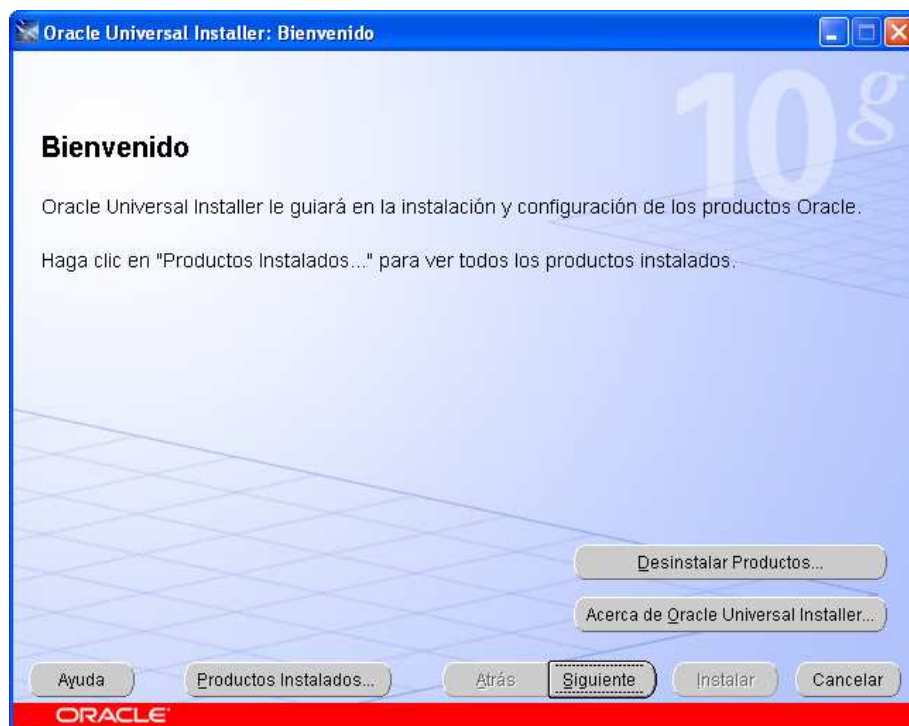 Oracle Universal Installer: Bienvenido
10g
Bienvenido
Oracle Universal Installer le guiará en la instalación y configuración de los productos Oracle.
Haga clic en "Productos Instalados..." para ver todos los productos instalados.
Desinstalar Productos...
Acerca de Oracle Universal Installer...
Ayuda Productos Instalados... Atrás Siguiente Instalar Cancelar
ORACLE